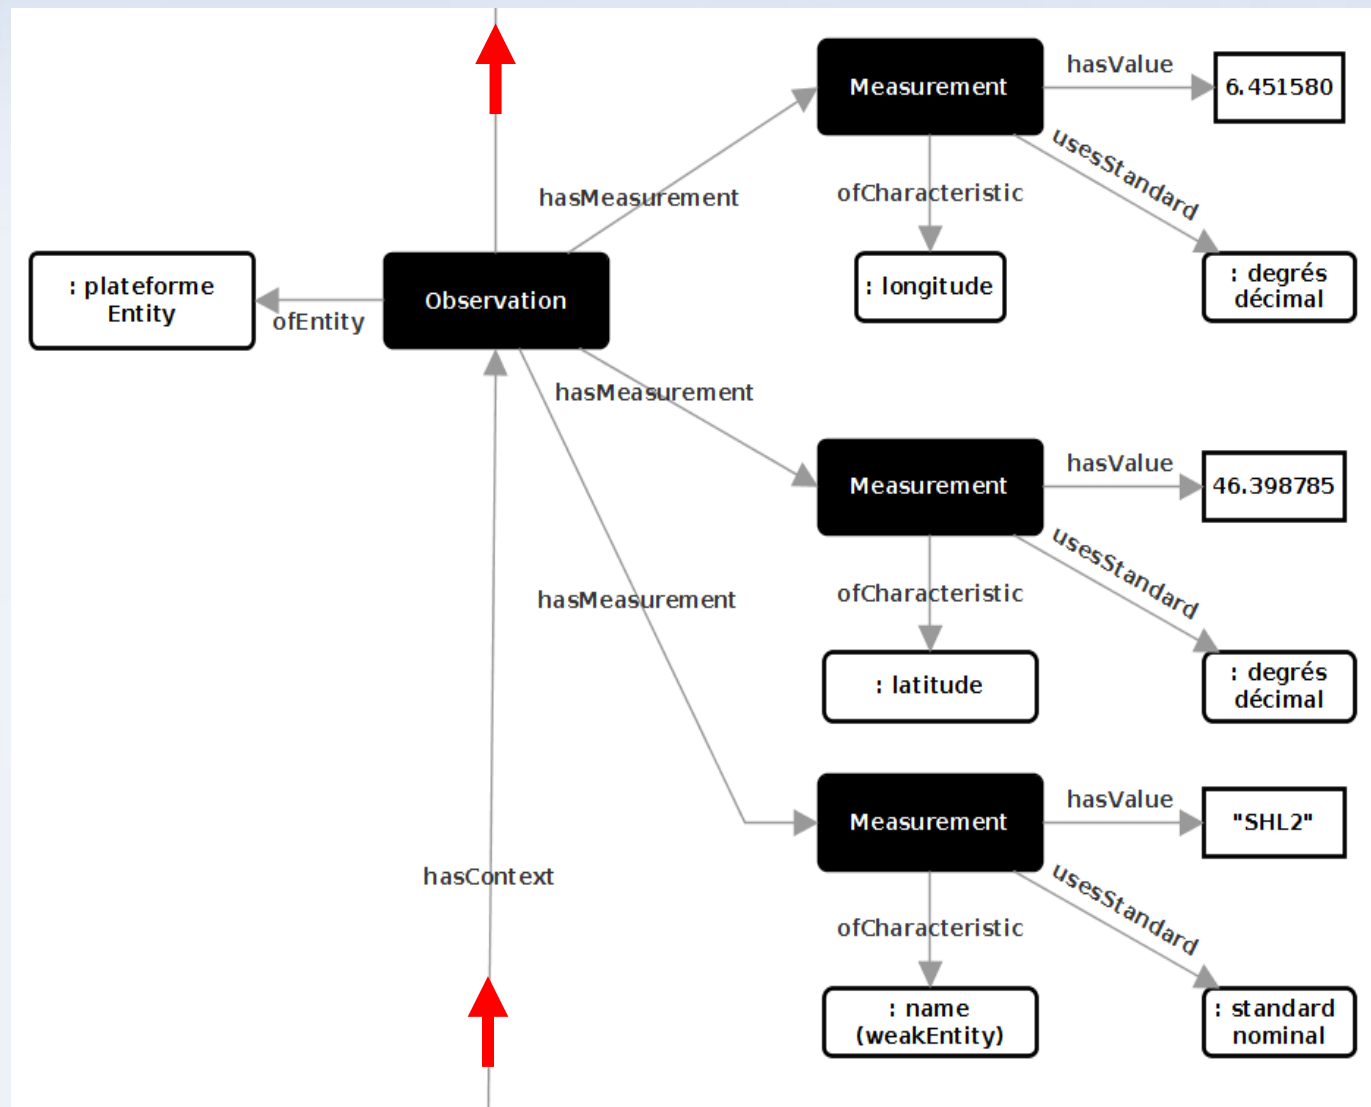 Measurement
hasValue
6.451580
usesStandard
hasMeasurement
ofCharacteristic
: plateforme
Entity
ofEntity
Observation
: longitude
: degrés
décimal
hasMeasurement
Measurement
hasValue
46.398785
usesStandard
hasMeasurement
ofCharacteristic
: latitude
: degrés
décimal
Measurement
hasValue
"SHL2"
usesStandard
hasContext
ofCharacteristic
: name
(weakEntity)
: standard
nominal